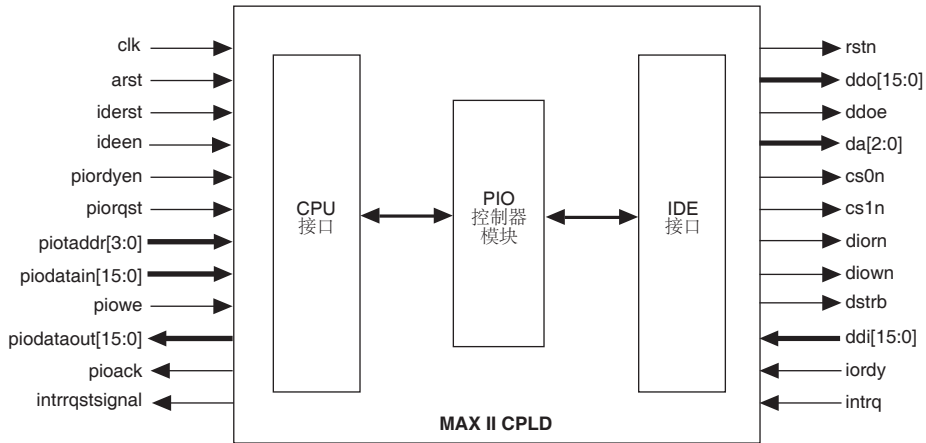 clk
arst
iderst
ideen
piordyen
piorqst
piotaddr[3:0]
piodatain[15:0]
piowe
piodataout[15:0]
pioack
intrrqstsignal
CPU
接口
PIO
控制器
模块
IDE
接口
MAX II CPLD
rstn
ddo[15:0]
ddoe
da[2:0]
cs0n
cs1n
diorn
diown
dstrb
ddi[15:0]
iordy
intrq